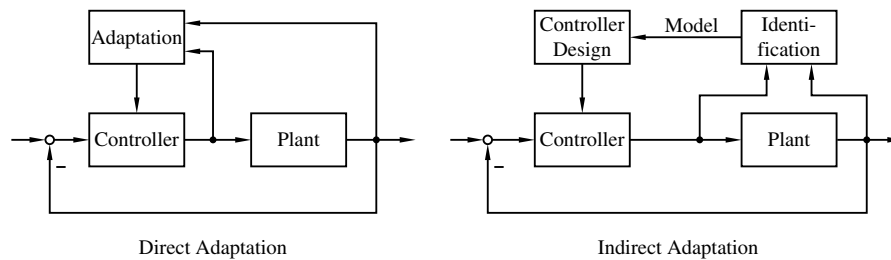 Adaptation
Controller
Plant
–
Direct Adaptation
Controller
Design
Model
Identi-
fication
Controller
Plant
–
Indirect Adaptation